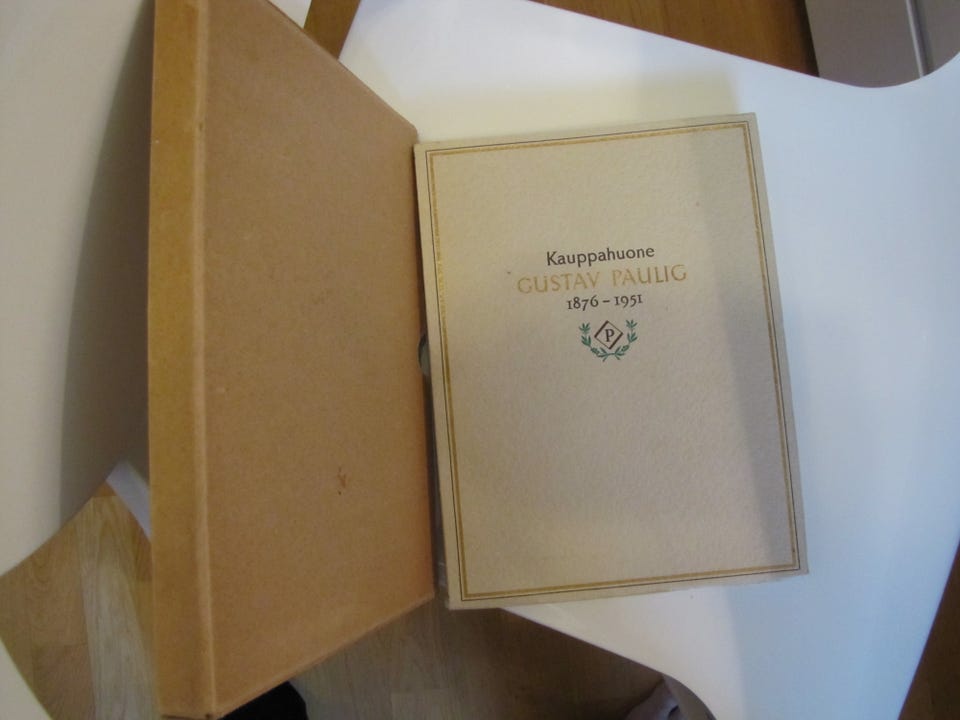 Kauppahuone
GUSTAV PAULIG
1876 – 1951
P